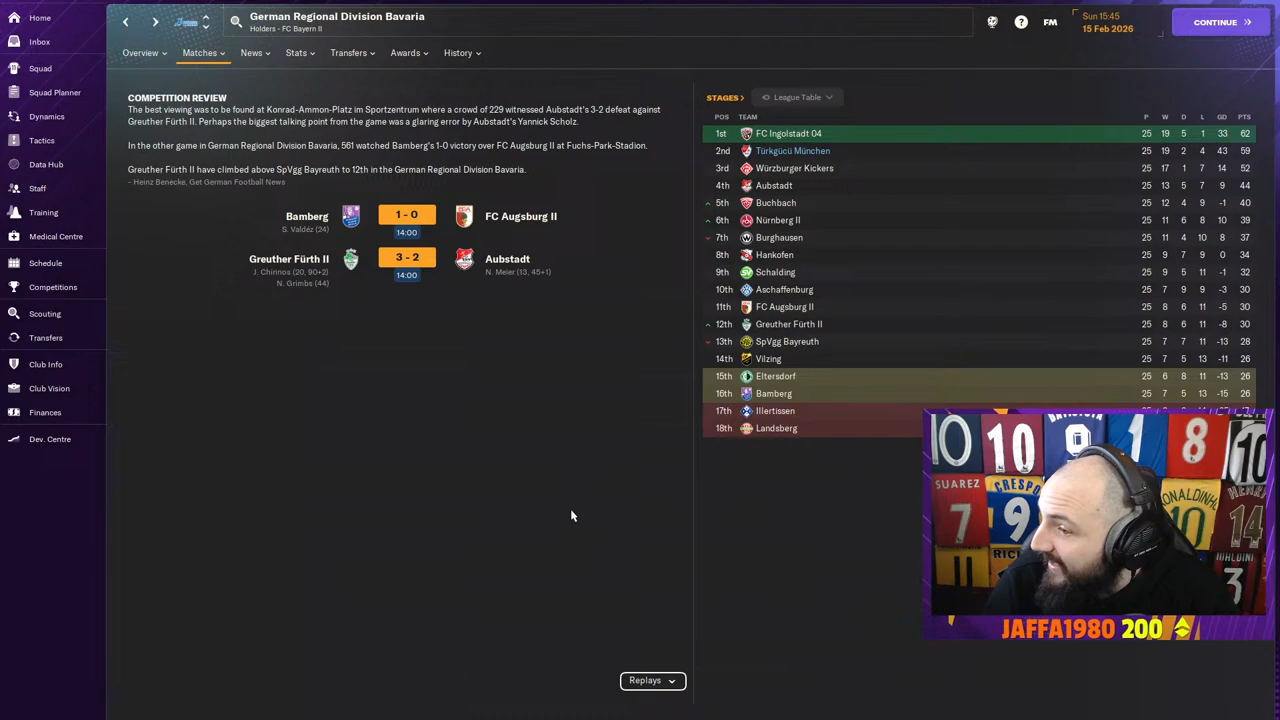 Home
Inbox
Squad
Squad Planner
Dynamics
Tactics
Data Hub
Staff
Training
Medical Centre
Schedule
Competitions
Scouting
Transfers
Club Info
Club Vision
Finances
Dev. Centre
German Regional Division Bavaria
Holders - FC Bayern II
FM
Sun 15:45
15 Feb 2026
CONTINUE
Overview
Matches
News
Stats
Transfers
Awards
History
COMPETITION REVIEW
The best viewing was to be found at Konrad-Ammon-Platz im Sportzentrum where a crowd of 229 witnessed Aubstadt's 3-2 defeat against
Greuther Fürth II. Perhaps the biggest talking point from the game was a glaring error by Aubstadt's Yannick Scholz.
In the other game in German Regional Division Bavaria, 561 watched Bamberg's 1-0 victory over FC Augsburg II at Fuchs-Park-Stadion.
Greuther Fürth II have climbed above SpVgg Bayreuth to 12th in the German Regional Division Bavaria.
- Heinz Benecke, Get German Football News
Bamberg 1 - 0 FC Augsburg II
S. Valdéz (24) 14:00
Greuther Fürth II 3 - 2 Aubstadt
J. Chirinos (20, 90+2) 14:00 N. Meier (13, 45+1)
N. Grimbs (44)
Replays
STAGES League Table
POS TEAM P W D L GD PTS
1st FC Ingolstadt 04 25 19 5 1 33 62
2nd Türkgücü München 25 19 2 4 43 59
3rd Würzburger Kickers 25 17 1 7 14 52
4th Aubstadt 25 13 5 7 9 44
5th Buchbach 25 12 4 9 -1 40
6th Nürnberg II 25 11 6 8 10 39
7th Burghausen 25 11 4 10 8 37
8th Hankofen 25 9 7 9 0 34
9th Schalding 25 9 5 11 -1 32
10th Aschaffenburg 25 7 9 9 -3 30
11th FC Augsburg II 25 8 6 11 -5 30
12th Greuther Fürth II 25 8 6 11 -8 30
13th SpVgg Bayreuth 25 7 7 11 -13 28
14th Vilzing 25 7 5 13 -11 26
15th Eltersdorf 25 6 8 11 -13 26
16th Bamberg 25 7 5 13 -15 26
17th Illertissen
18th Landsberg
10
10
9
1
8
10
SUAREZ
7
CRESPO
9
10
14
3
JAFFA1980 200